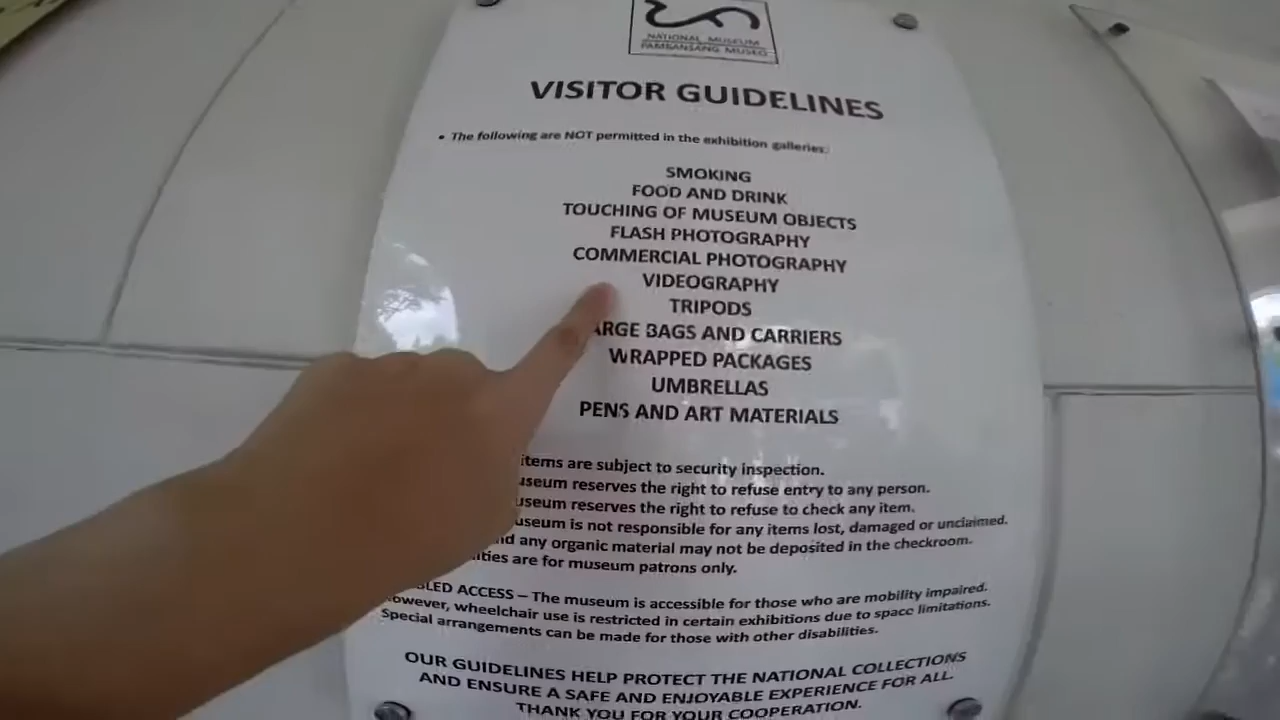 NATIONAL MUSEUM
PAMBANSANG MUSEO
VISITOR GUIDELINES
• The following are NOT permitted in the exhibition galleries:
SMOKING
FOOD AND DRINK
TOUCHING OF MUSEUM OBJECTS
FLASH PHOTOGRAPHY
COMMERCIAL PHOTOGRAPHY
VIDEOGRAPHY
TRIPODS
ARGE BAGS AND CARRIERS
WRAPPED PACKAGES
UMBRELLAS
PENS AND ART MATERIALS
items are subject to security inspection.
useum reserves the right to refuse entry to any person.
useum reserves the right to refuse to check any item.
useum is not responsible for any items lost, damaged or unclaimed.
nd any organic material may not be deposited in the checkroom.
ities are for museum patrons only.
BLED ACCESS – The museum is accessible for those who are mobility impaired.
owever, wheelchair use is restricted in certain exhibitions due to space limitations.
Special arrangements can be made for those with other disabilities.
OUR GUIDELINES HELP PROTECT THE NATIONAL COLLECTIONS
AND ENSURE A SAFE AND ENJOYABLE EXPERIENCE FOR ALL.
THANK YOU FOR YOUR COOPERATION.